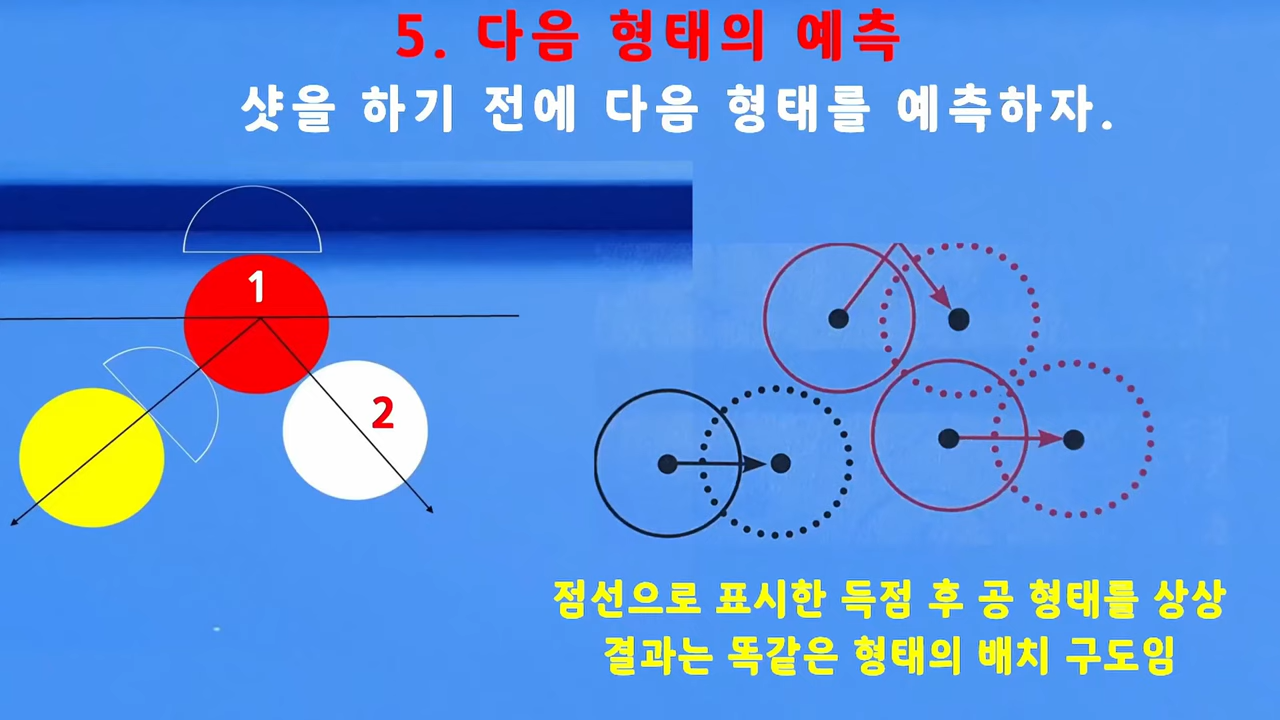 5. 다음 형태의 예측
샷을 하기 전에 다음 형태를 예측하자.
1
2
점선으로 표시한 득점 후 공 형태를 상상
결과는 똑같은 형태의 배치 구도임